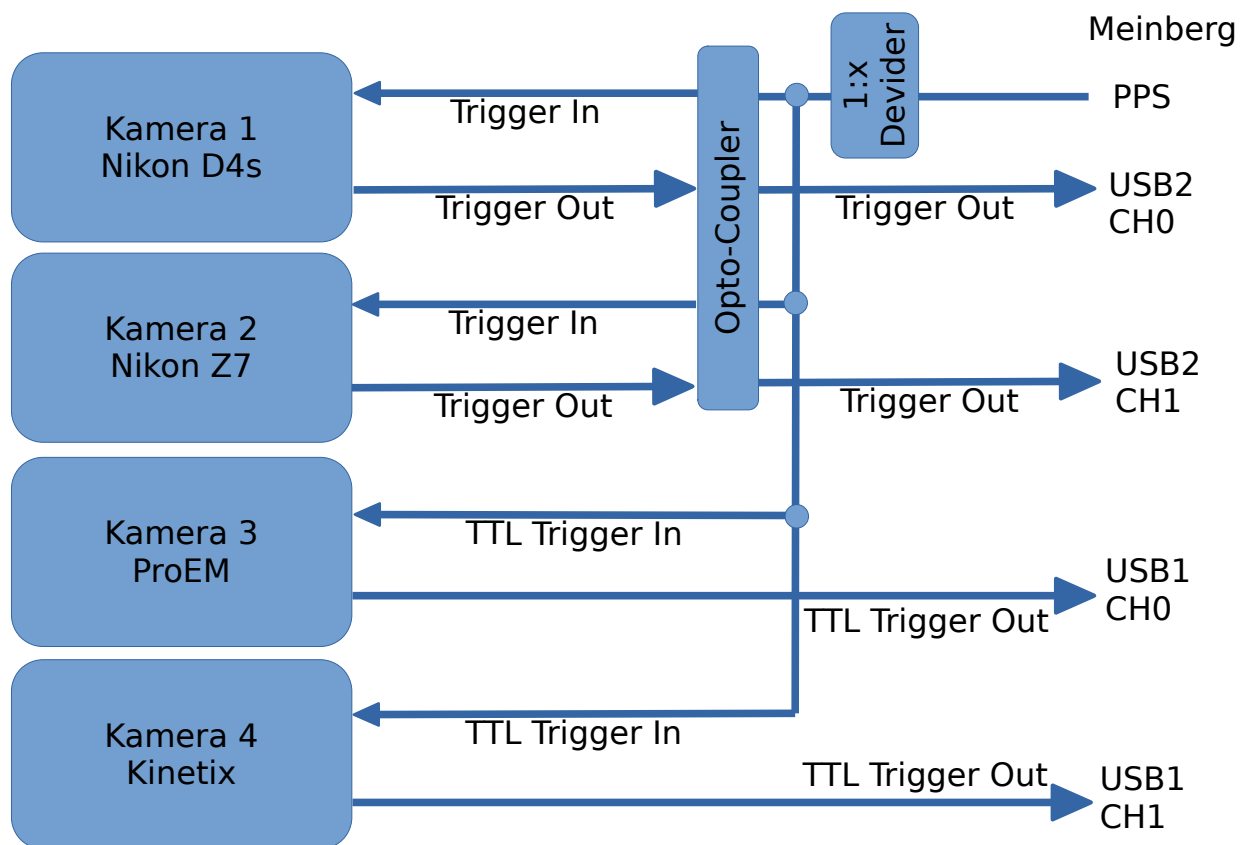 Meinberg
1:x
Devider
PPS
Kamera 1
Nikon D4s
Trigger In
Trigger Out
Opto-Coupler
Trigger Out
USB2
CH0
Kamera 2
Nikon Z7
Trigger In
Trigger Out
Trigger Out
USB2
CH1
Kamera 3
ProEM
TTL Trigger In
TTL Trigger Out
USB1
CH0
Kamera 4
Kinetix
TTL Trigger In
TTL Trigger Out
USB1
CH1